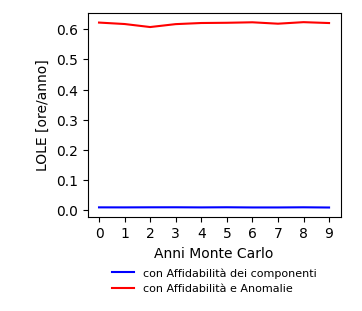 0.6
0.5
0.4
0.3
0.2
0.1
0.0
LOLE [ore/anno]
0 1 2 3 4 5 6 7 8 9
Anni Monte Carlo
con Affidabilità dei componenti
con Affidabilità e Anomalie